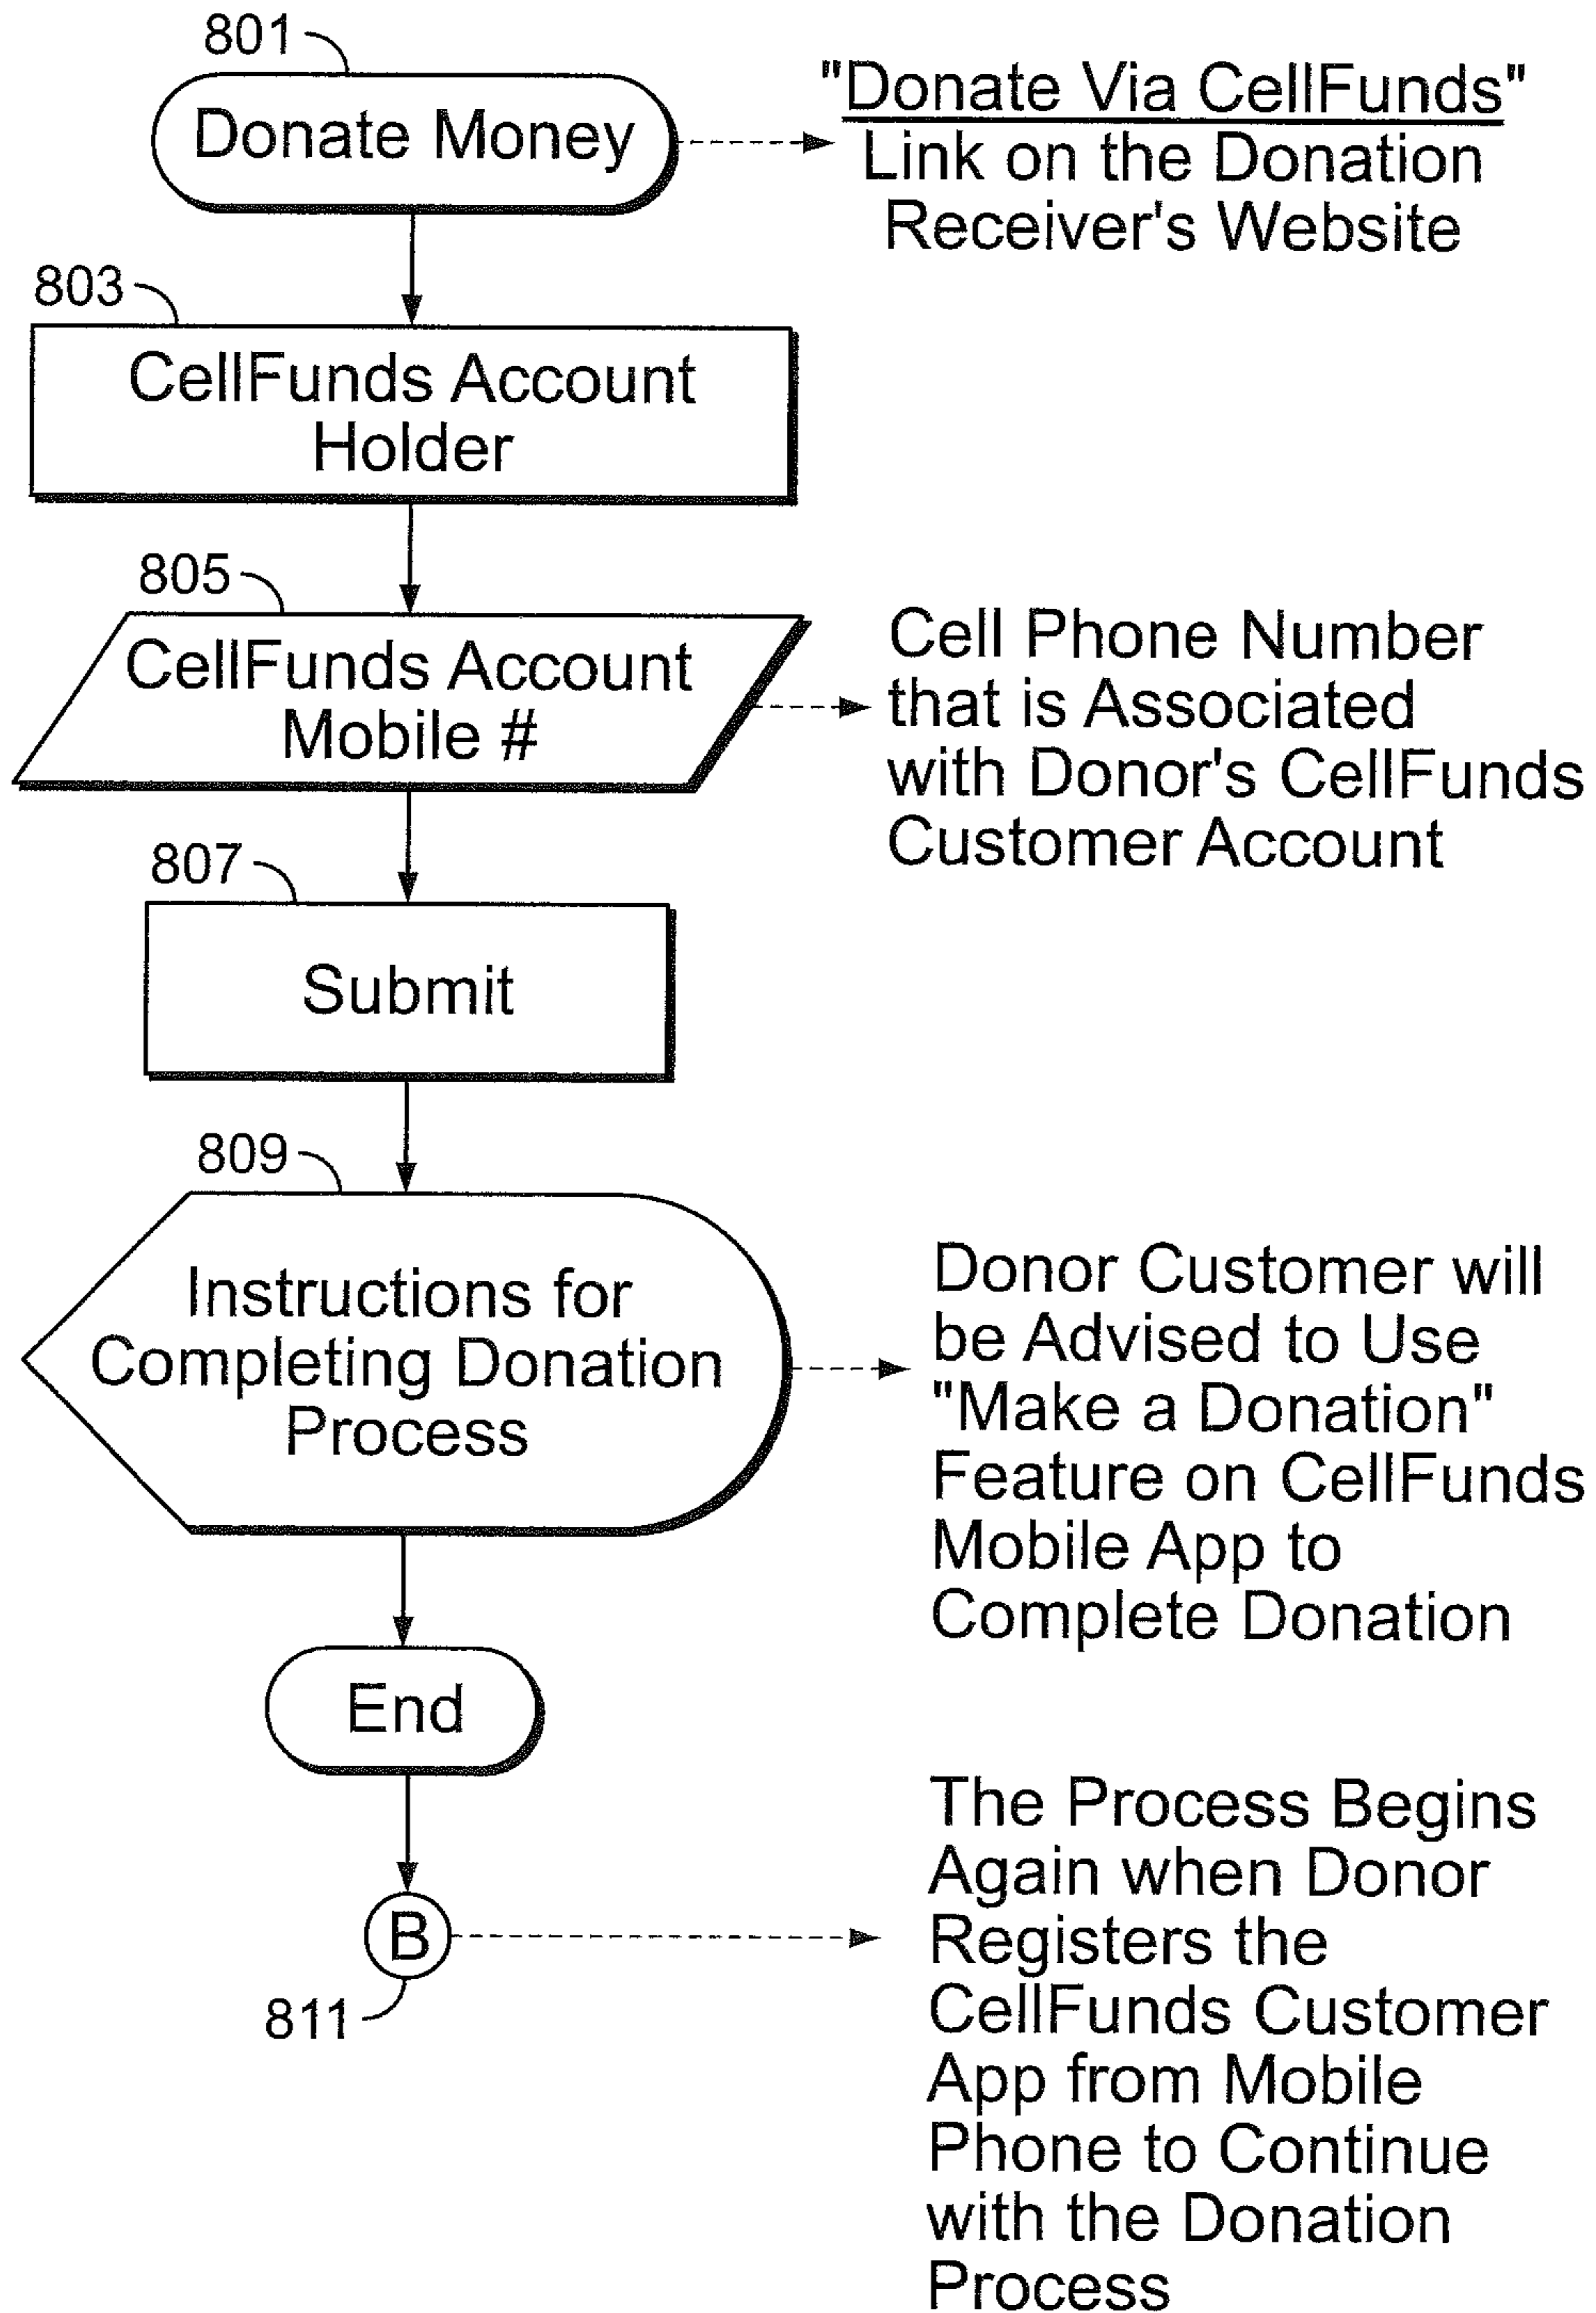 801
Donate Money
"Donate Via CellFunds"
Link on the Donation
Receiver's Website
803
CellFunds Account
Holder
805
CellFunds Account
Mobile #
Cell Phone Number
that is Associated
with Donor's CellFunds
Customer Account
807
Submit
809
Instructions for
Completing Donation
Process
Donor Customer will
be Advised to Use
"Make a Donation"
Feature on CellFunds
Mobile App to
Complete Donation
End
B
811
The Process Begins
Again when Donor
Registers the
CellFunds Customer
App from Mobile
Phone to Continue
with the Donation
Process